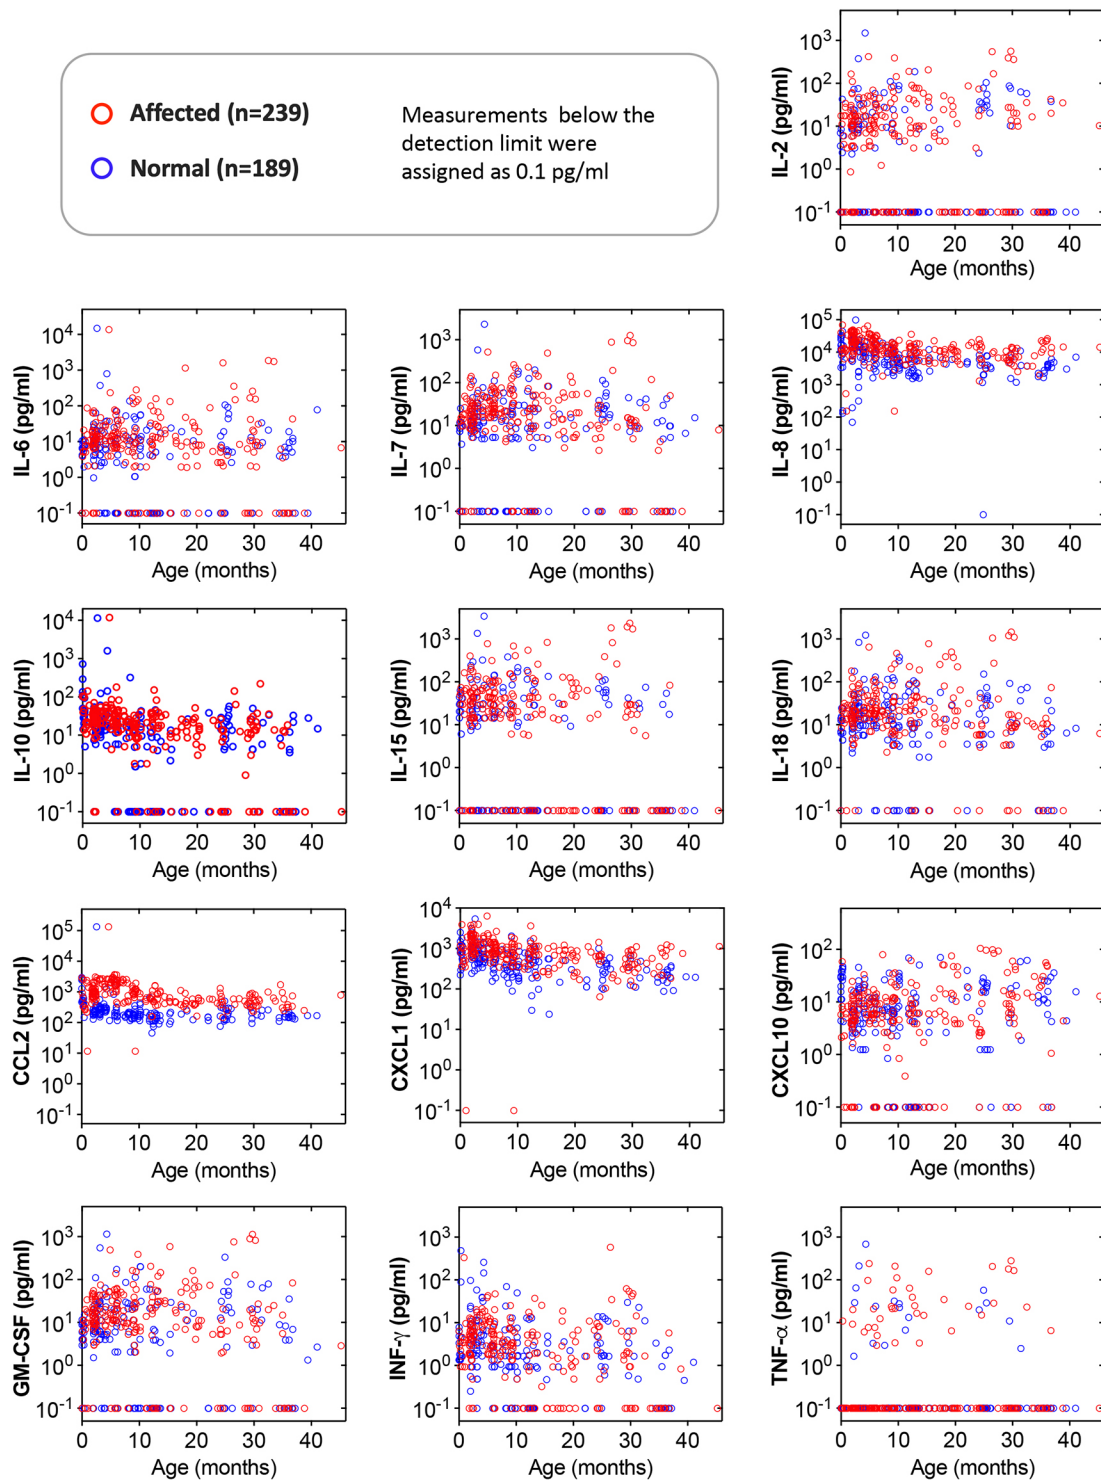 Affected (n=239)
Normal (n=189)
Measurements below the
detection limit were
assigned as 0.1 pg/ml
IL-2 (pg/ml)
10³
10²
10¹
10⁰
10⁻¹
0 10 20 30 40
Age (months)
IL-6 (pg/ml)
10⁴
10³
10²
10¹
10⁰
10⁻¹
0 10 20 30 40
Age (months)
IL-7 (pg/ml)
10³
10²
10¹
10⁰
10⁻¹
0 10 20 30 40
Age (months)
IL-8 (pg/ml)
10⁵
10⁴
10³
10²
10¹
10⁰
10⁻¹
0 10 20 30 40
Age (months)
IL-10 (pg/ml)
10⁴
10³
10²
10¹
10⁰
10⁻¹
0 10 20 30 40
Age (months)
IL-15 (pg/ml)
10³
10²
10¹
10⁰
10⁻¹
0 10 20 30 40
Age (months)
IL-18 (pg/ml)
10³
10²
10¹
10⁰
10⁻¹
0 10 20 30 40
Age (months)
CCL2 (pg/ml)
10⁵
10⁴
10³
10²
10¹
10⁰
10⁻¹
0 10 20 30 40
Age (months)
CXCL1 (pg/ml)
10⁴
10³
10²
10¹
10⁰
10⁻¹
0 10 20 30 40
Age (months)
CXCL10 (pg/ml)
10²
10¹
10⁰
10⁻¹
0 10 20 30 40
Age (months)
GM-CSF (pg/ml)
10³
10²
10¹
10⁰
10⁻¹
0 10 20 30 40
Age (months)
INF-γ (pg/ml)
10³
10²
10¹
10⁰
10⁻¹
0 10 20 30 40
Age (months)
TNF-α (pg/ml)
10³
10²
10¹
10⁰
10⁻¹
0 10 20 30 40
Age (months)